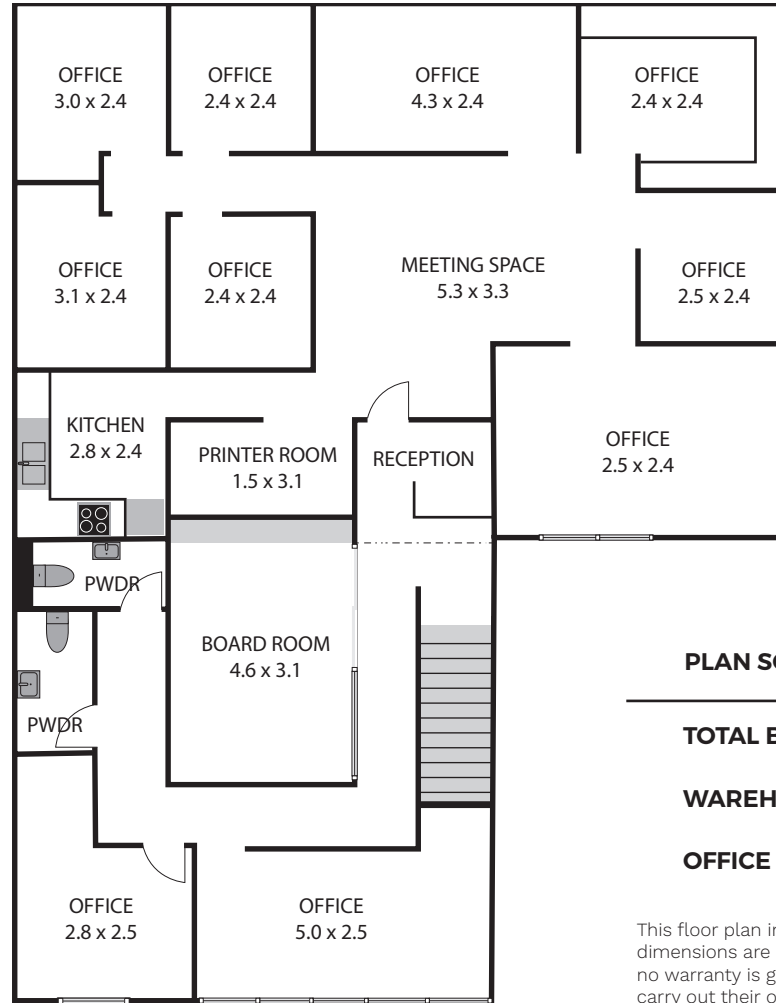 OFFICE
3.0 x 2.4
OFFICE
2.4 x 2.4
OFFICE
4.3 x 2.4
OFFICE
2.4 x 2.4
OFFICE
3.1 x 2.4
OFFICE
2.4 x 2.4
MEETING SPACE
5.3 x 3.3
OFFICE
2.5 x 2.4
KITCHEN
2.8 x 2.4
PRINTER ROOM
1.5 x 3.1
RECEPTION
OFFICE
2.5 x 2.4
PWDR
BOARD ROOM
4.6 x 3.1
PWDR
OFFICE
2.8 x 2.5
OFFICE
5.0 x 2.5
PLAN
TOTAL
OFFICE
This floor plan
dimensions are
no warranty is
carry out their